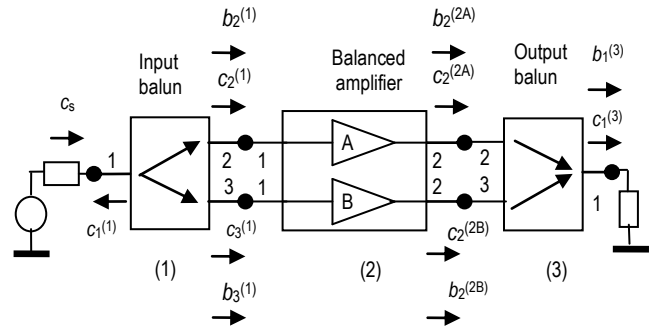 b₂⁽¹⁾ b₂⁽²ᴬ⁾
Input balun Balanced amplifier Output balun
b₁⁽³⁾
c₂⁽¹⁾ c₂⁽²ᴬ⁾
cₛ c₁⁽³⁾
A
1 2 1 2 2
3 1 B 2 3 1
c₁⁽¹⁾ c₃⁽¹⁾ c₂⁽²ᴮ⁾
(1) (2) (3)
b₃⁽¹⁾ b₂⁽²ᴮ⁾